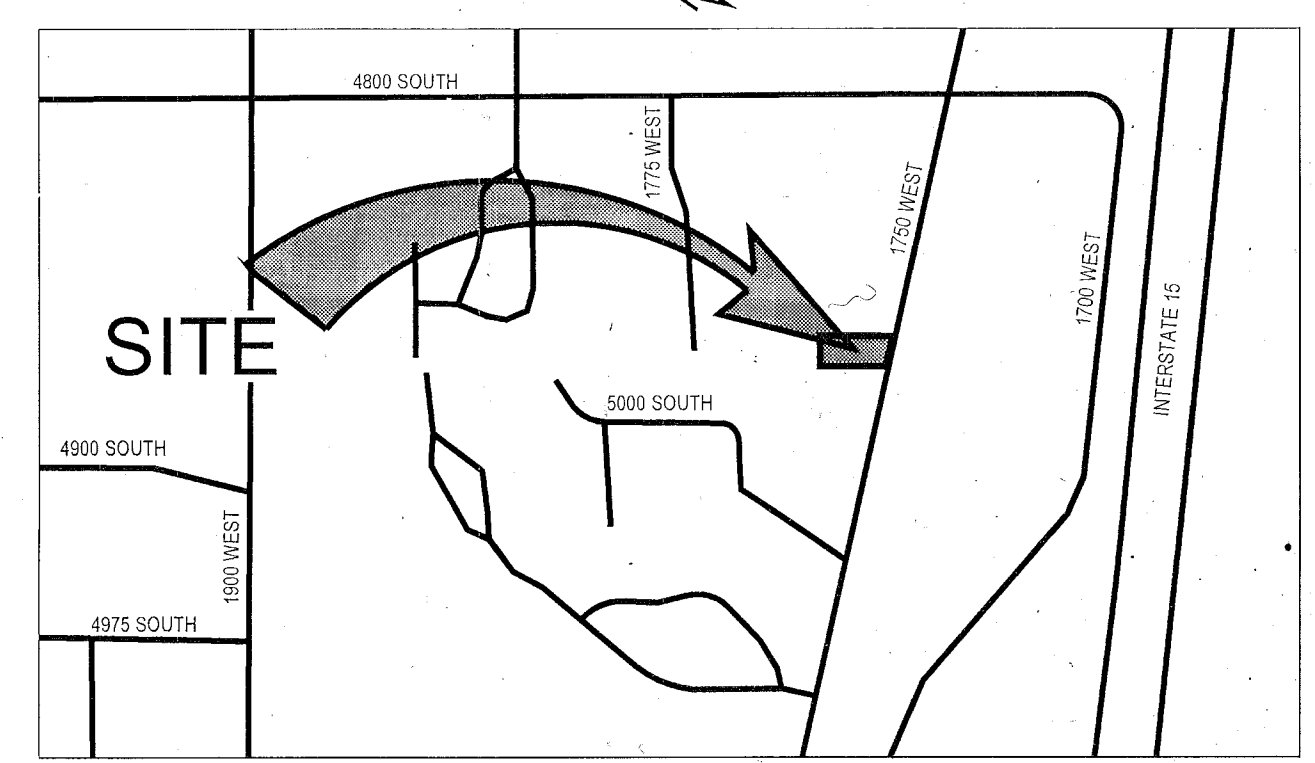 4800 SOUTH
1775 WEST
1750 WEST
1700 WEST
INTERSTATE 15
SITE
5000 SOUTH
4900 SOUTH
1900 WEST
4975 SOUTH